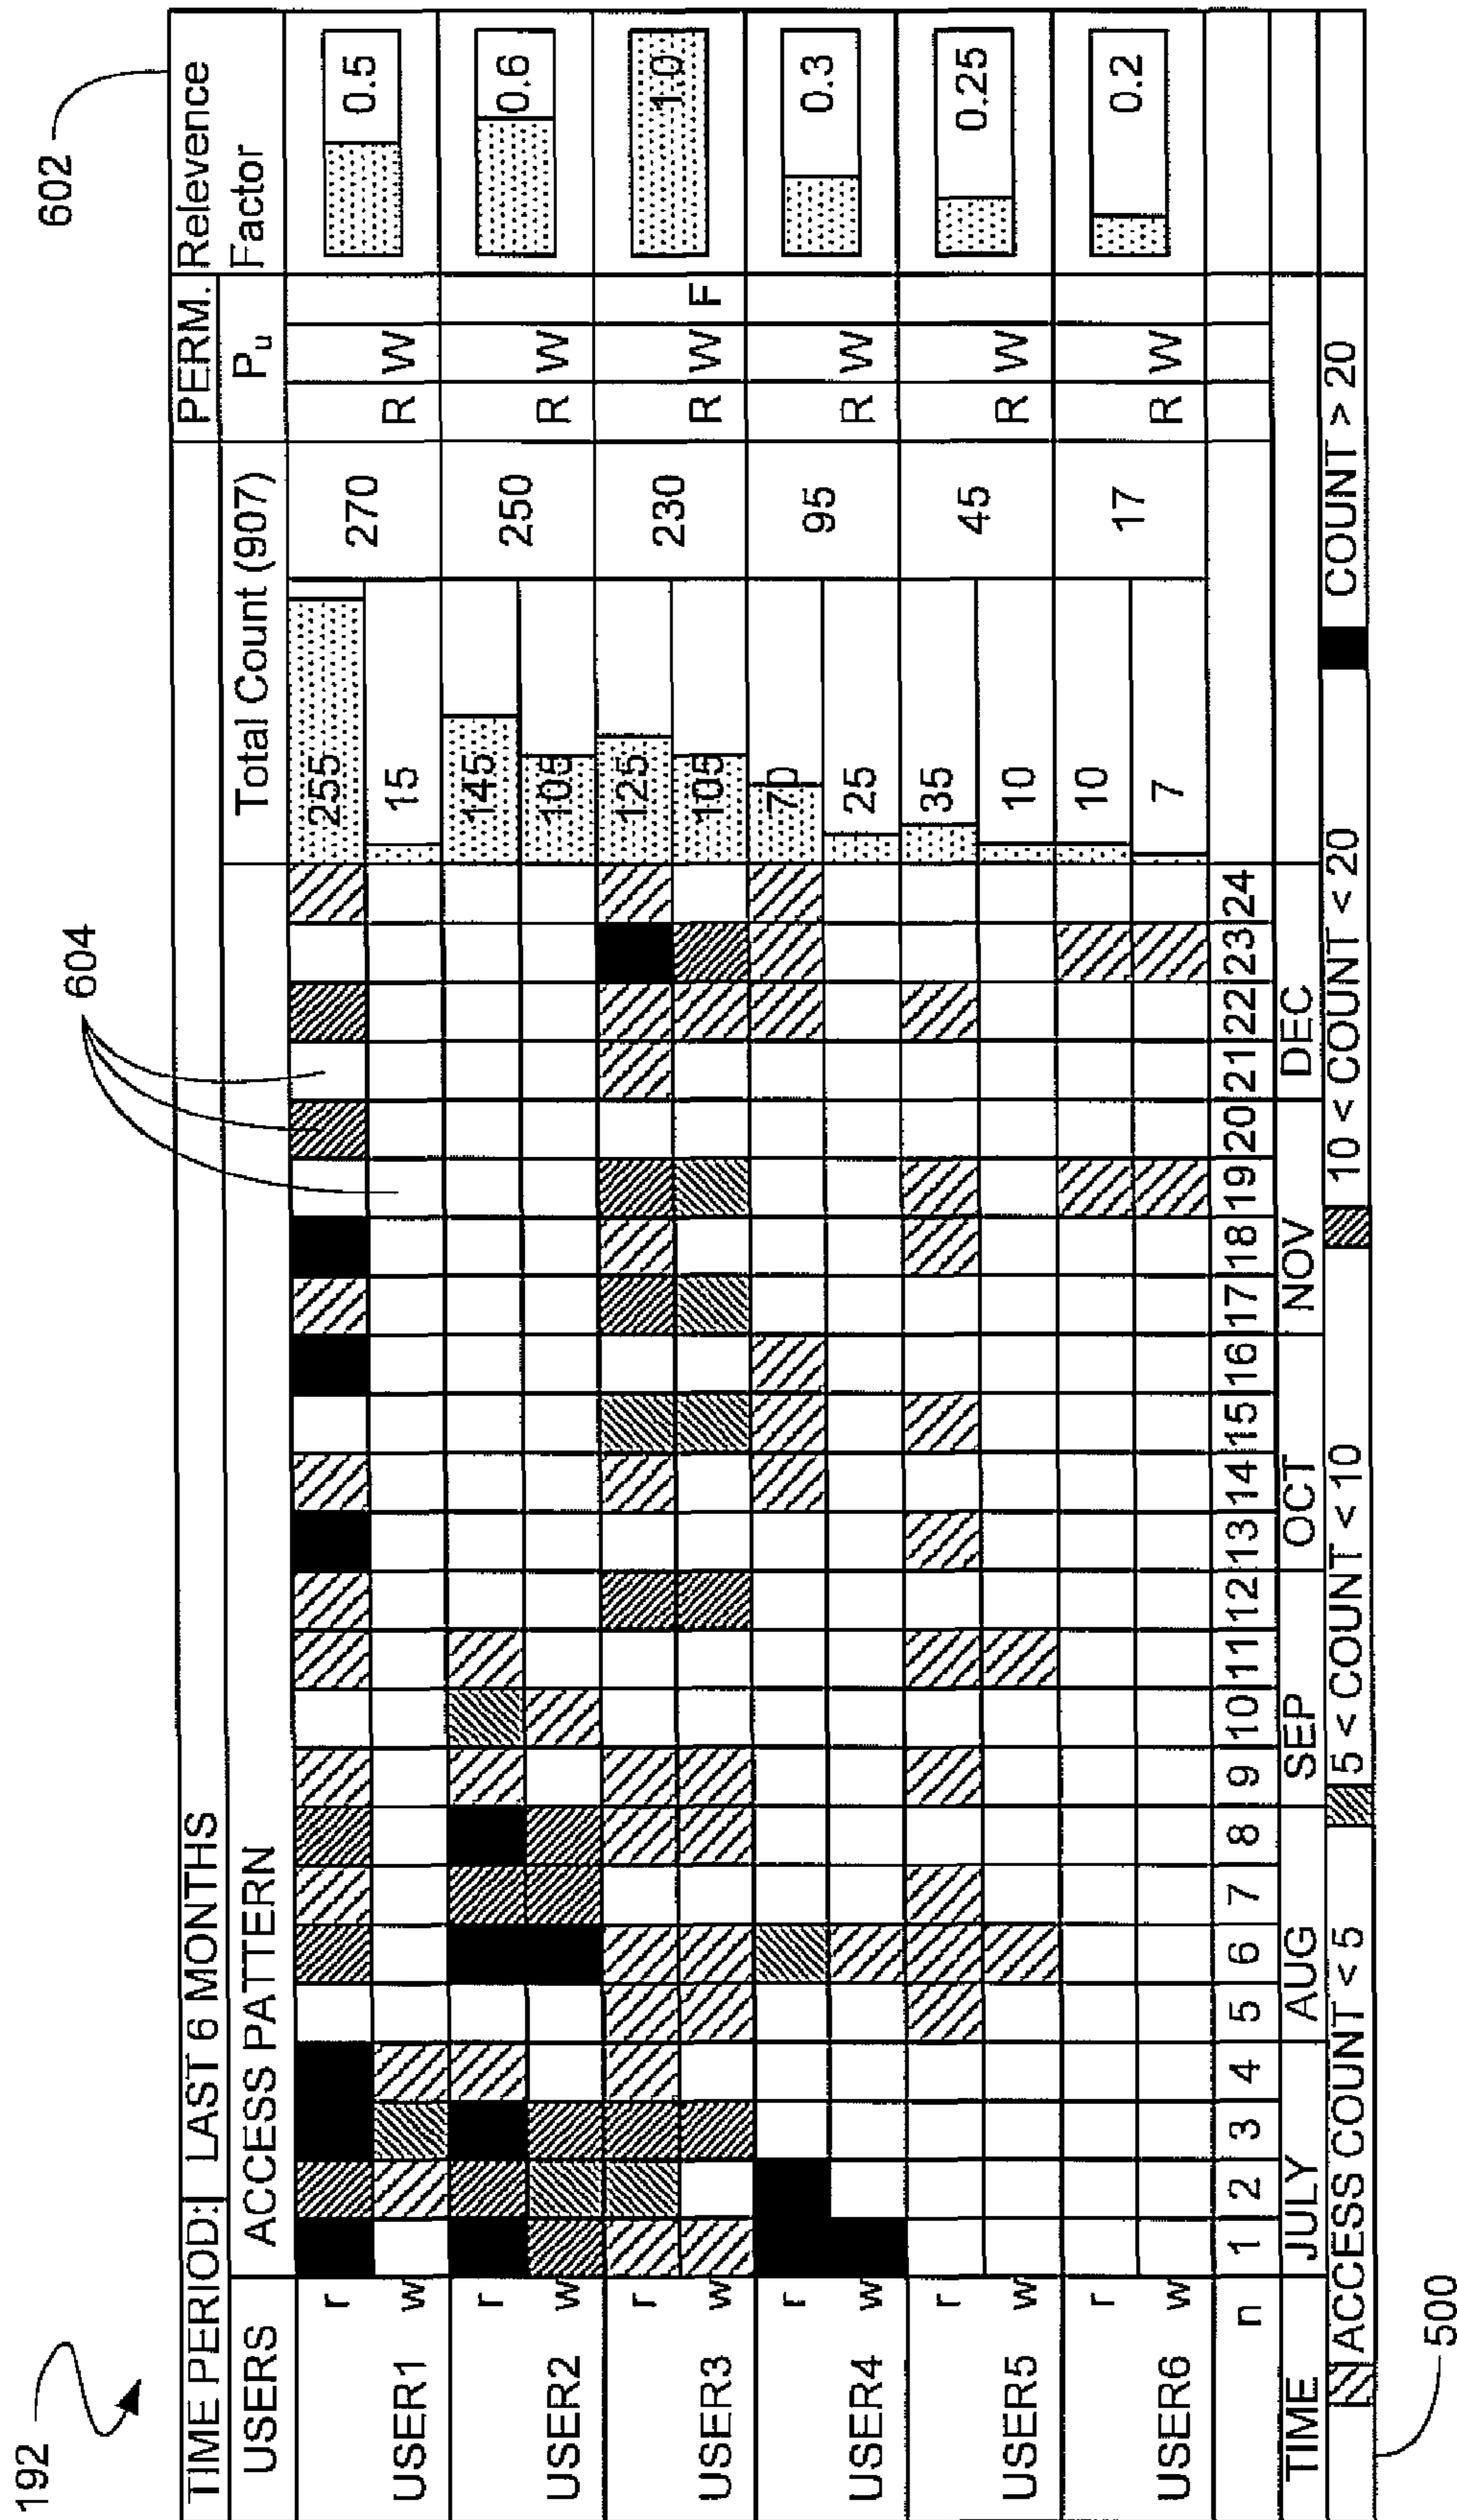 192
602
604
TIME PERIOD: LAST 6 MONTHS PERM. Relevence
USERS ACCESS PATTERN Total Count (907) Pu Factor
r 255
USER1 w 15 270 R W 0.5
r 145
USER2 w 105 250 R W 0.6
r 125
USER3 w 105 230 R W F 1.0
r 70
USER4 w 25 95 R W 0.3
r 35
USER5 w 10 45 R W 0.25
r 10
USER6 w 7 17 R W 0.2
n 1 2 3 4 5 6 7 8 9 10 11 12 13 14 15 16 17 18 19 20 21 22 23 24
TIME JULY AUG SEP OCT NOV DEC
ACCESS COUNT < 5 5 < COUNT < 10 10 < COUNT < 20 COUNT > 20
500